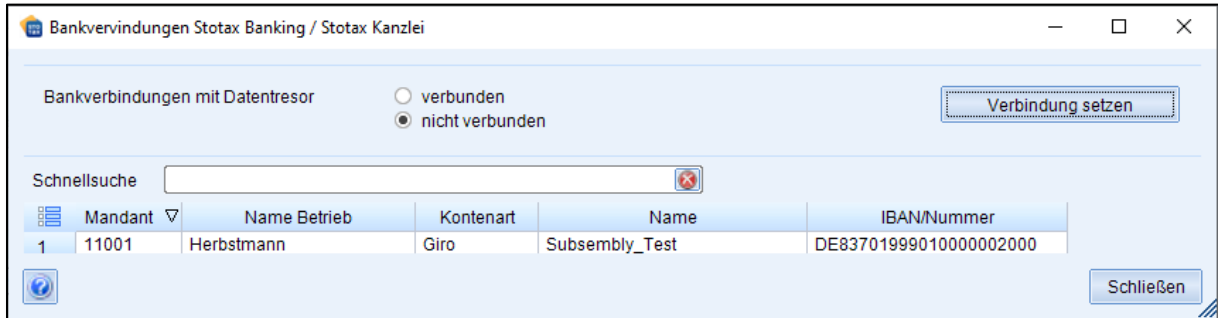 Bankvervindungen Stotax Banking / Stotax Kanzlei
Bankverbindungen mit Datentresor
verbunden
nicht verbunden
Verbindung setzen
Schnellsuche
Mandant Name Betrieb Kontenart Name IBAN/Nummer
1 11001 Herbstmann Giro Subsembly_Test DE83701999010000002000
Schließen